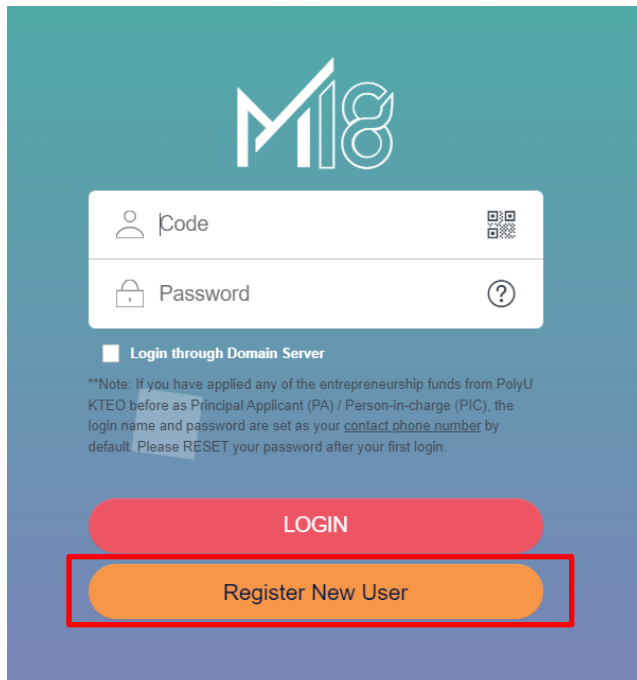 M18
Code
Password
?
Login through Domain Server
**Note: If you have applied any of the entrepreneurship funds from PolyU
KTEO before as Principal Applicant (PA) / Person-in-charge (PIC), the
login name and password are set as your contact phone number by
default. Please RESET your password after your first login.
LOGIN
Register New User